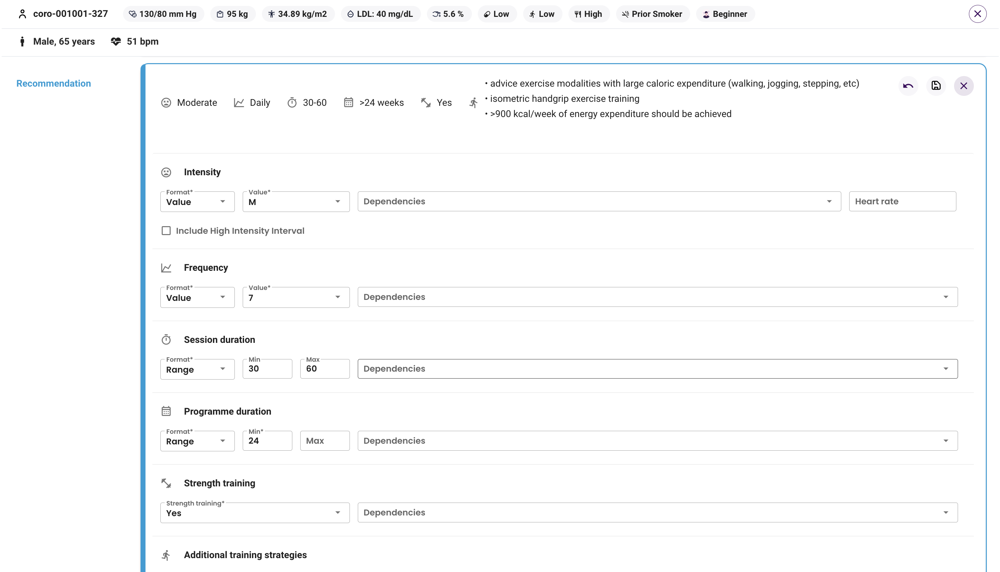 coro-001001-327 130/80 mm Hg 95 kg 34.89 kg/m2 LDL: 40 mg/dL 5.6 % Low Low High Prior Smoker Beginner
Male, 65 years 51 bpm
Recommendation
Moderate Daily 30-60 >24 weeks Yes
• advice exercise modalities with large caloric expenditure (walking, jogging, stepping, etc)
• isometric handgrip exercise training
• >900 kcal/week of energy expenditure should be achieved
Intensity
Format* Value*
Value M Dependencies Heart rate
Include High Intensity Interval
Frequency
Format* Value*
Value 7 Dependencies
Session duration
Format* Min Max
Range 30 60 Dependencies
Programme duration
Format* Min*
Range 24 Max Dependencies
Strength training
Strength training*
Yes Dependencies
Additional training strategies